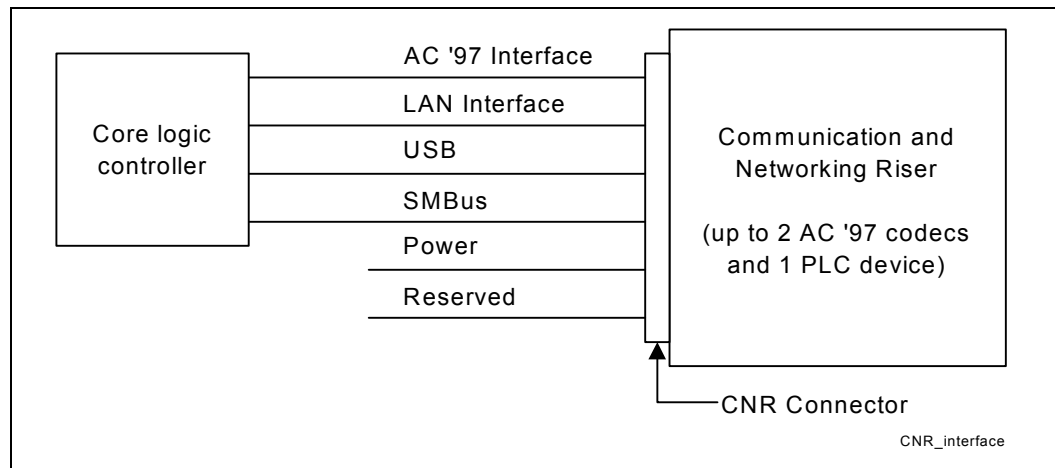 AC '97 Interface
LAN Interface
USB
SMBus
Power
Reserved
Core logic
controller
Communication and
Networking Riser
(up to 2 AC '97 codecs
and 1 PLC device)
CNR Connector
CNR_interface